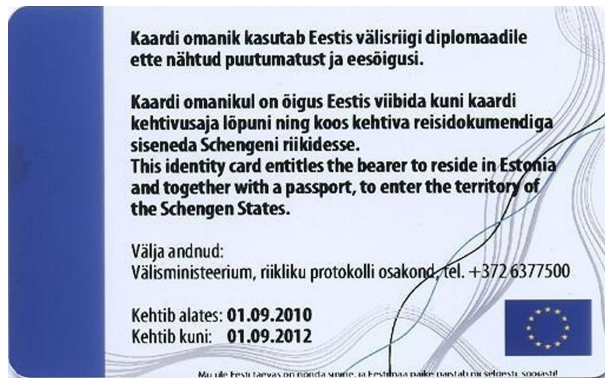 Kaardi omanik kasutab Eestis välisriigi diplomaadile
ette nähtud puutumatust ja eesõigusi.
Kaardi omanikul on õigus Eestis viibida kuni kaardi
kehtivusaja lõpuni ning koos kehtiva reisidokumendiga
siseneda Schengeni riikidesse.
This identity card entitles the bearer to reside in Estonia
and together with a passport, to enter the territory of
the Schengen States.
Välja andnud:
Välisministeerium, riikliku protokolli osakond, tel. +372 6377500
Kehtib alates: 01.09.2010
Kehtib kuni: 01.09.2012